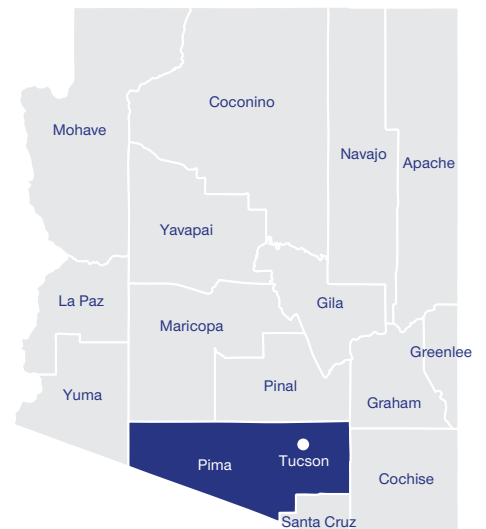 Coconino
Mohave
Navajo
Apache
Yavapai
La Paz
Gila
Maricopa
Greenlee
Pinal
Yuma
Graham
Tucson
Pima
Cochise
Santa Cruz